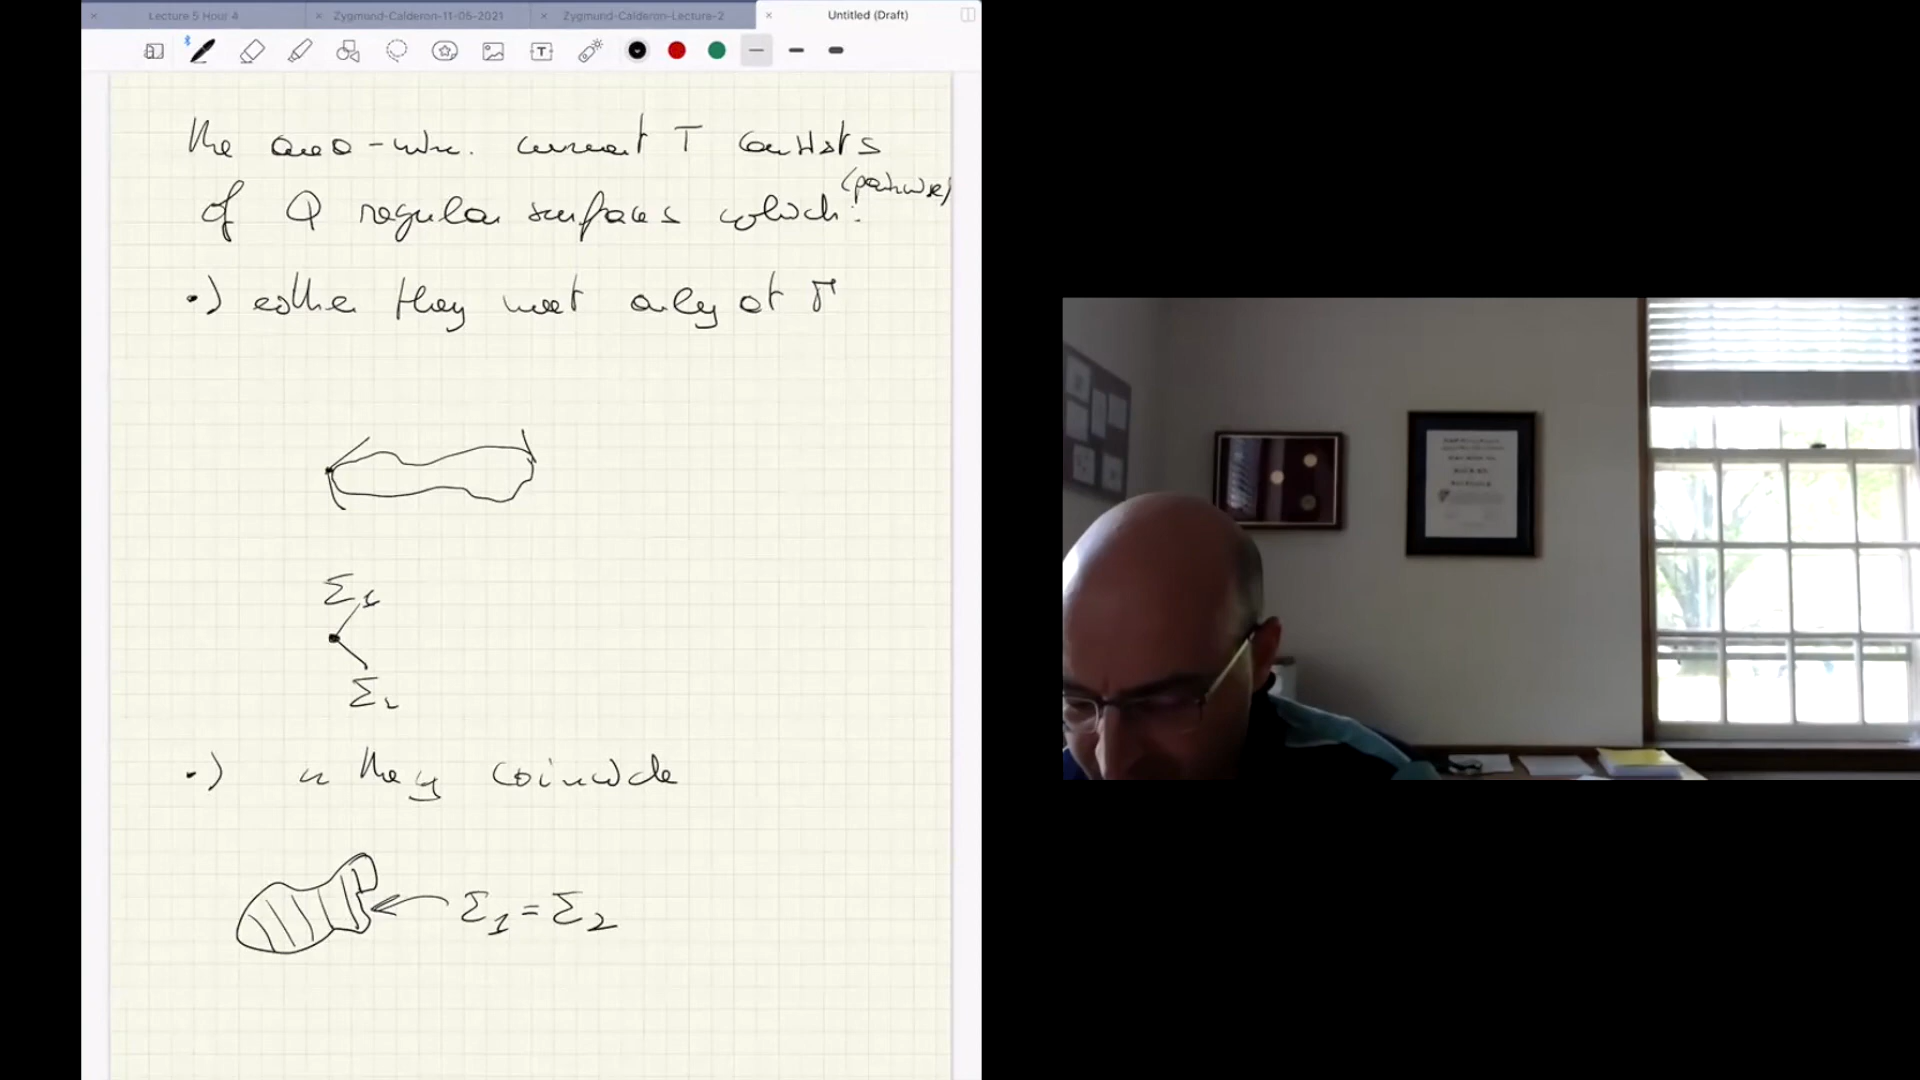 Lecture 5 Hour 4
Zygmund-Calderon-11-05-2021
Zygmund-Calderon-Lecture-2
Untitled (Draft)
the area-min. current T consists
(pairwise)
of Q regular surfaces which:
•) either they meet only at Γ
Σ1
Σ2
•) or they coincide
Σ1 = Σ2